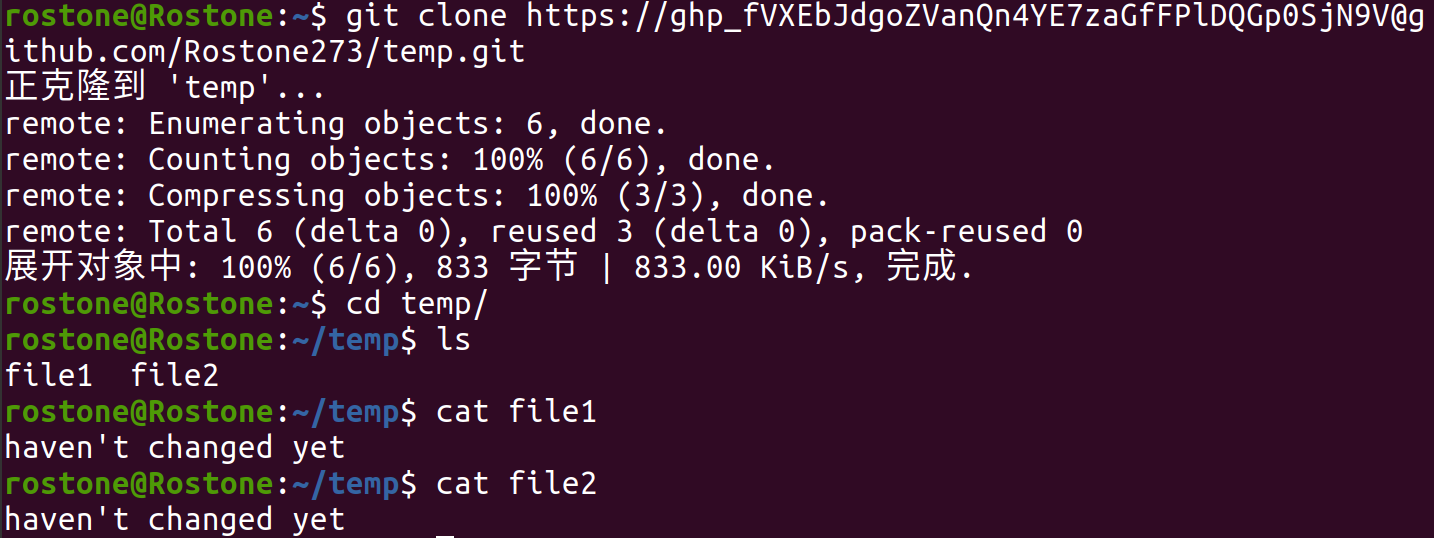 rostone@Rostone:~$ git clone https://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@g
ithub.com/Rostone273/temp.git
正克隆到 'temp'...
remote: Enumerating objects: 6, done.
remote: Counting objects: 100% (6/6), done.
remote: Compressing objects: 100% (3/3), done.
remote: Total 6 (delta 0), reused 3 (delta 0), pack-reused 0
展开对象中: 100% (6/6), 833 字节 | 833.00 KiB/s, 完成.
rostone@Rostone:~$ cd temp/
rostone@Rostone:~/temp$ ls
file1  file2
rostone@Rostone:~/temp$ cat file1
haven't changed yet
rostone@Rostone:~/temp$ cat file2
haven't changed yet